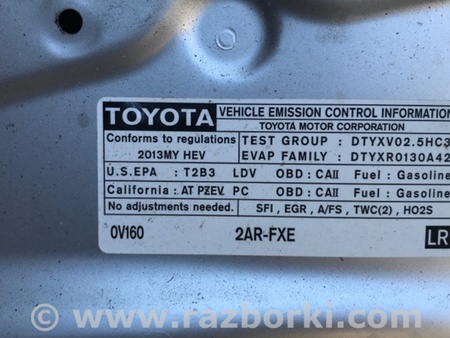 TOYOTA VEHICLE EMISSION CONTROL INFORMATION
TOYOTA MOTOR CORPORATION
Conforms to regulations
2013MY HEV
TEST GROUP : DTYXV02.5HC3
EVAP FAMILY : DTYXR0130A42
U.S.EPA : T2B3 LDV OBD : CAII Fuel : Gasoline
California : AT PZEV PC OBD : CAII Fuel : Gasoline
No adjustments needed. SFI , EGR , A/FS , TWC(2) , HO2S
0V160 2AR-FXE LR
© www.razborki.com